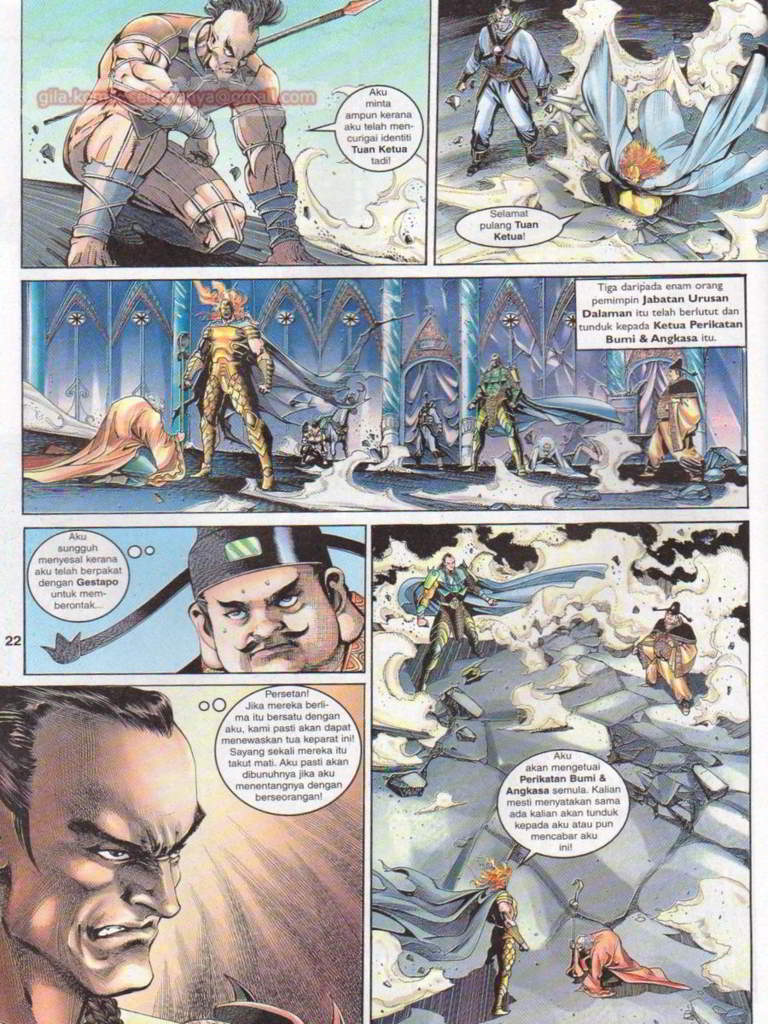 gila.komik
@gmail.com
Aku
minta
ampun kerana
aku telah men-
curigai identiti
Tuan Ketua
tadi!
Selamat
pulang Tuan
Ketua!
Tiga daripada enam orang
pemimpin Jabatan Urusan
Dalaman itu telah berlutut dan
tunduk kepada Ketua Perikatan
Bumi & Angkasa itu.
Aku
sungguh
menyesal kerana
aku telah berpakat
dengan Gestapo
untuk mem-
berontak...
22
Persetan!
Jika mereka berli-
ma itu bersatu dengan
aku, kami pasti akan dapat
menewaskan tua keparat ini!
Sayang sekali mereka itu
takut mati. Aku pasti akan
dibunuhnya jika aku
menentangnya dengan
berseorangan!
Aku
akan mengetuai
Perikatan Bumi &
Angkasa semula. Kalian
mesti menyatakan sama
ada kalian akan tunduk
kepada aku atau pun
mencabar aku
ini!